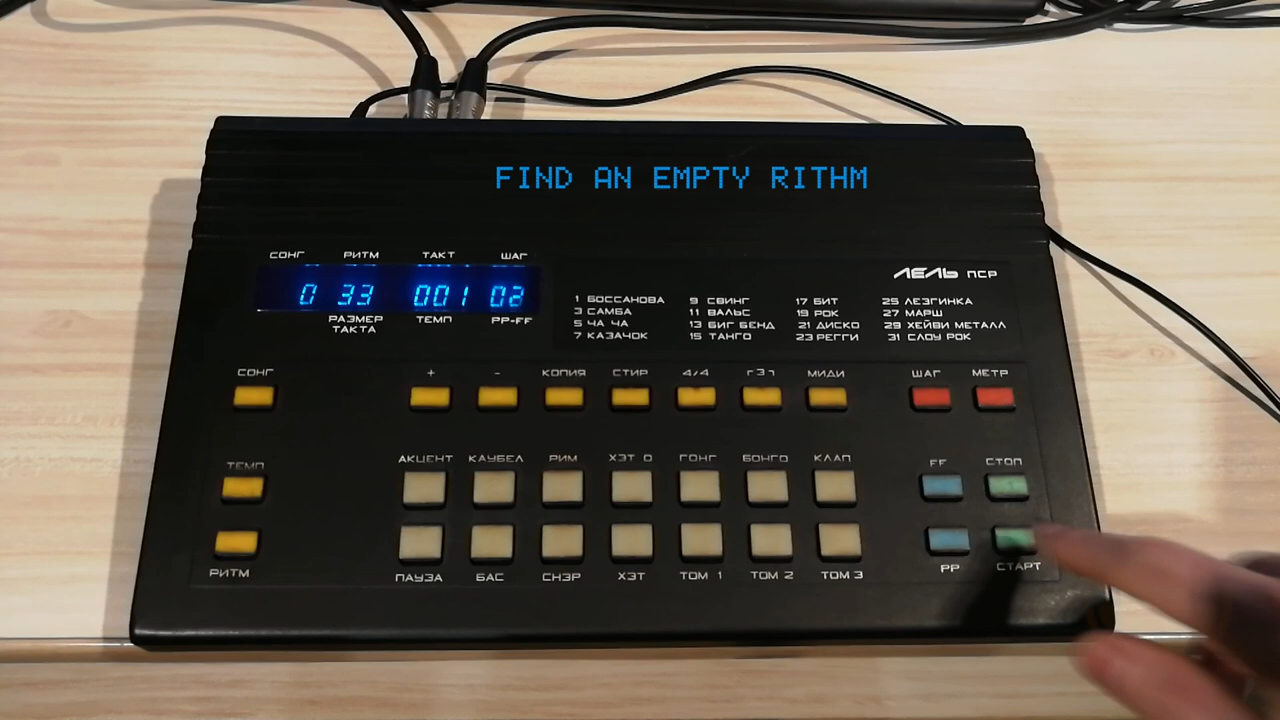 FIND AN EMPTY RITHM
СОНГ РИТМ ТАКТ ШАГ
0 33 001 02
РАЗМЕР ТЕМП РР-FF
ТАКТА
ЛЕЛЬ ПСР
1 БОССАНОВА 9 СВИНГ 17 БИТ 25 ЛЕЗГИНКА
3 САМБА 11 ВАЛЬС 19 РОК 27 МАРШ
5 ЧА ЧА 13 БИГ БЕНД 21 ДИСКО 29 ХЕЙВИ МЕТАЛЛ
7 КАЗАЧОК 15 ТАНГО 23 РЕГГИ 31 СЛОУ РОК
СОНГ + - КОПИЯ СТИР 4/4 г3˥ МИДИ ШАГ МЕТР
ТЕМП АКЦЕНТ КАУБЕЛ РИМ ХЭТ О ГОНГ БОНГО КЛАП FF СТОП
РИТМ ПАУЗА БАС СНЭР ХЭТ ТОМ 1 ТОМ 2 ТОМ 3 РР СТАРТ